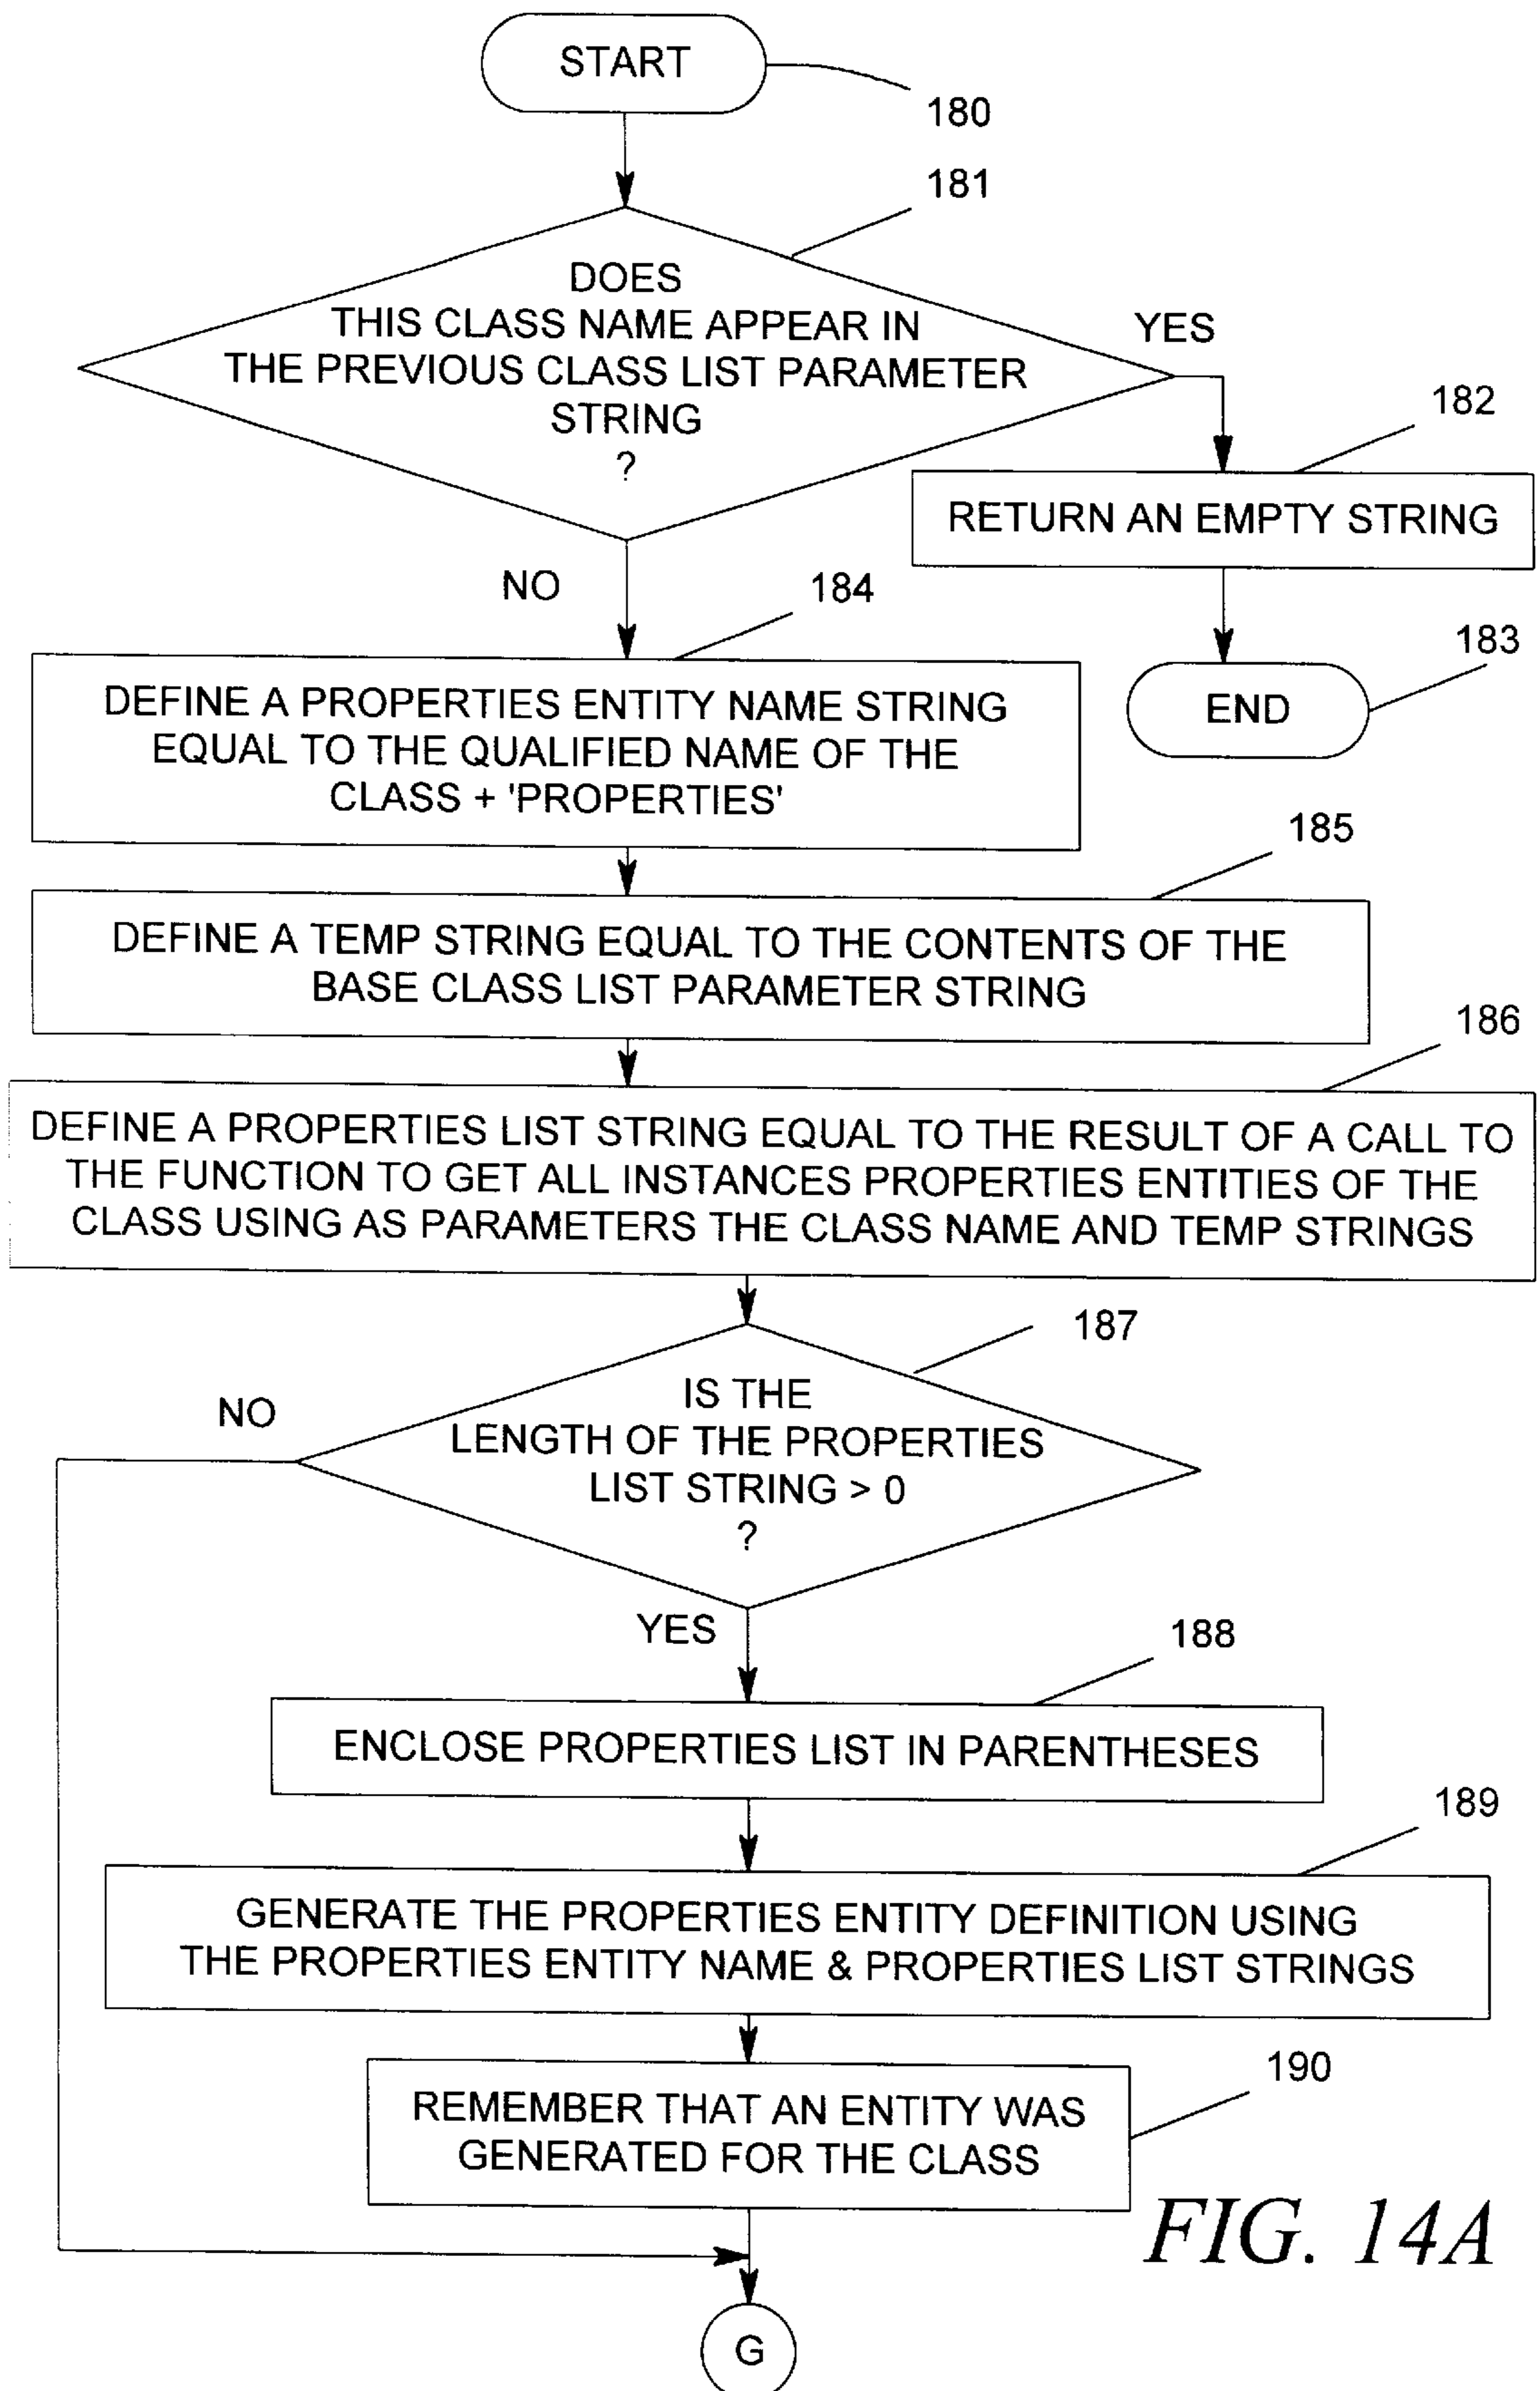 START
180
181
DOES
THIS CLASS NAME APPEAR IN
THE PREVIOUS CLASS LIST PARAMETER
STRING
?
YES
182
RETURN AN EMPTY STRING
183
END
NO
184
DEFINE A PROPERTIES ENTITY NAME STRING
EQUAL TO THE QUALIFIED NAME OF THE
CLASS + 'PROPERTIES'
185
DEFINE A TEMP STRING EQUAL TO THE CONTENTS OF THE
BASE CLASS LIST PARAMETER STRING
186
DEFINE A PROPERTIES LIST STRING EQUAL TO THE RESULT OF A CALL TO
THE FUNCTION TO GET ALL INSTANCES PROPERTIES ENTITIES OF THE
CLASS USING AS PARAMETERS THE CLASS NAME AND TEMP STRINGS
187
IS THE
LENGTH OF THE PROPERTIES
LIST STRING > 0
?
NO
YES
188
ENCLOSE PROPERTIES LIST IN PARENTHESES
189
GENERATE THE PROPERTIES ENTITY DEFINITION USING
THE PROPERTIES ENTITY NAME & PROPERTIES LIST STRINGS
190
REMEMBER THAT AN ENTITY WAS
GENERATED FOR THE CLASS
FIG. 14A
G